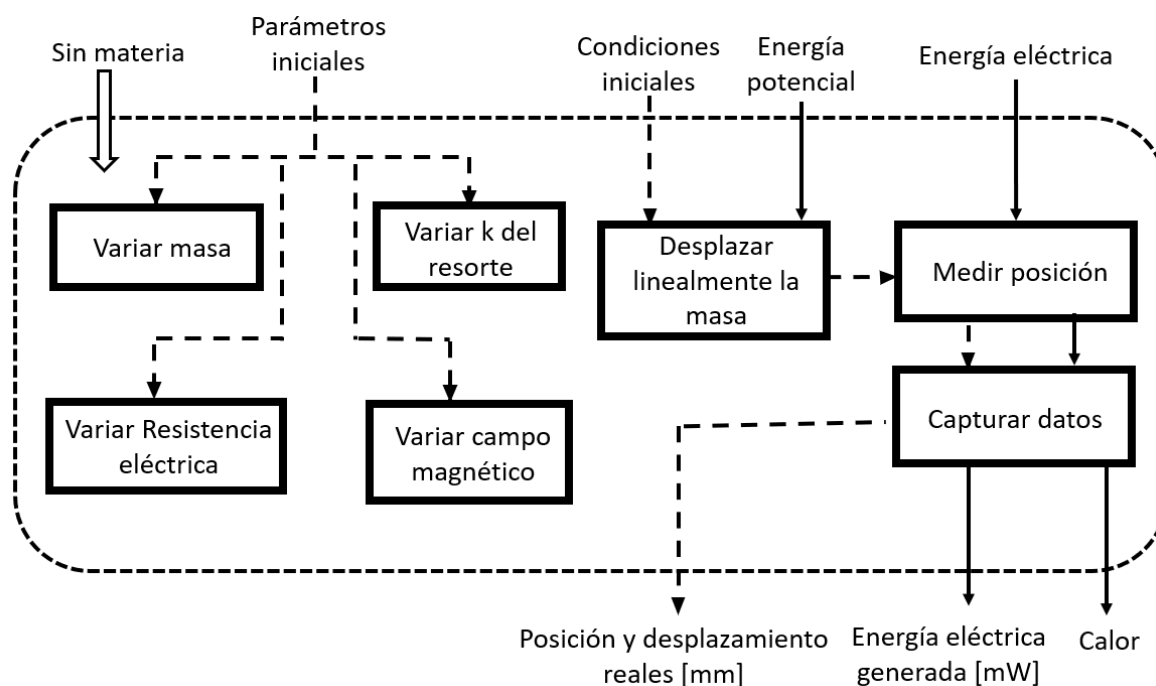 Sin materia
Parámetros
iniciales
Condiciones
iniciales
Energía
potencial
Energía eléctrica
Variar masa
Variar k del
resorte
Desplazar
linealmente la
masa
Medir posición
Variar Resistencia
eléctrica
Variar campo
magnético
Capturar datos
Posición y desplazamiento
reales [mm]
Energía eléctrica
generada [mW]
Calor